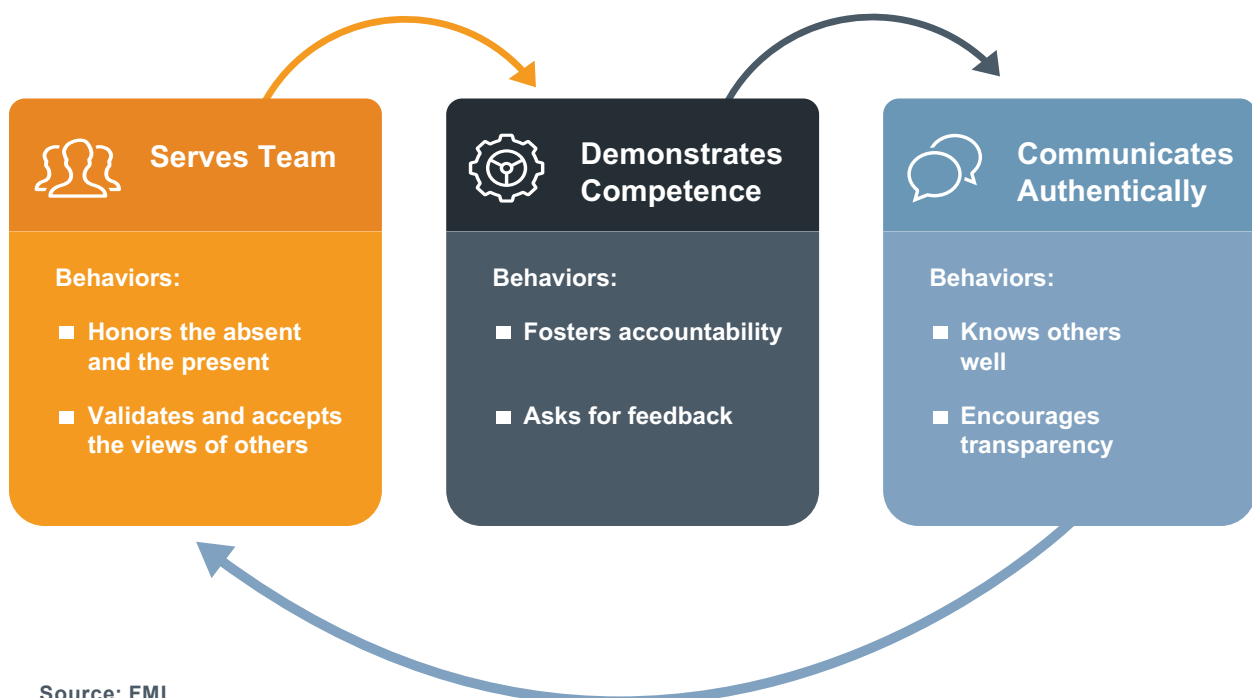 Serves Team
Behaviors:
Honors the absent
and the present
Validates and accepts
the views of others
Demonstrates
Competence
Behaviors:
Fosters accountability
Asks for feedback
Communicates
Authentically
Behaviors:
Knows others
well
Encourages
transparency
Source: FMI